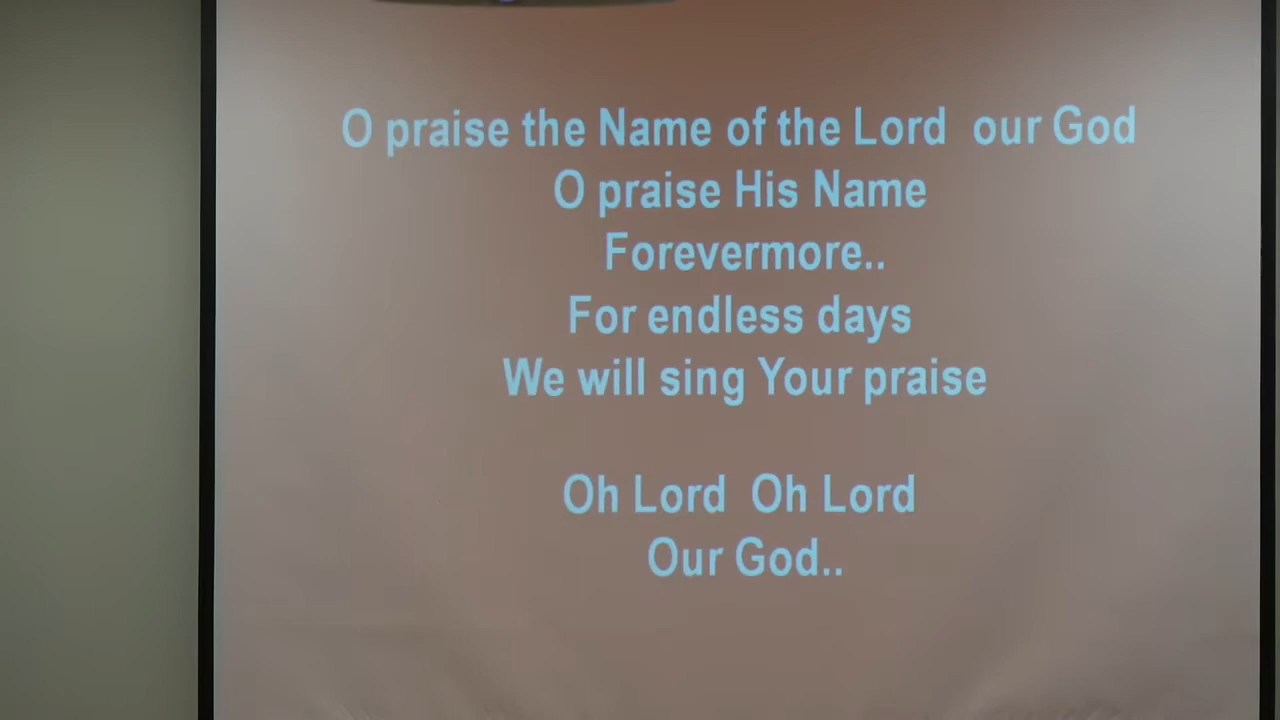 O praise the Name of the Lord our God
O praise His Name
Forevermore..
For endless days
We will sing Your praise
Oh Lord Oh Lord
Our God..